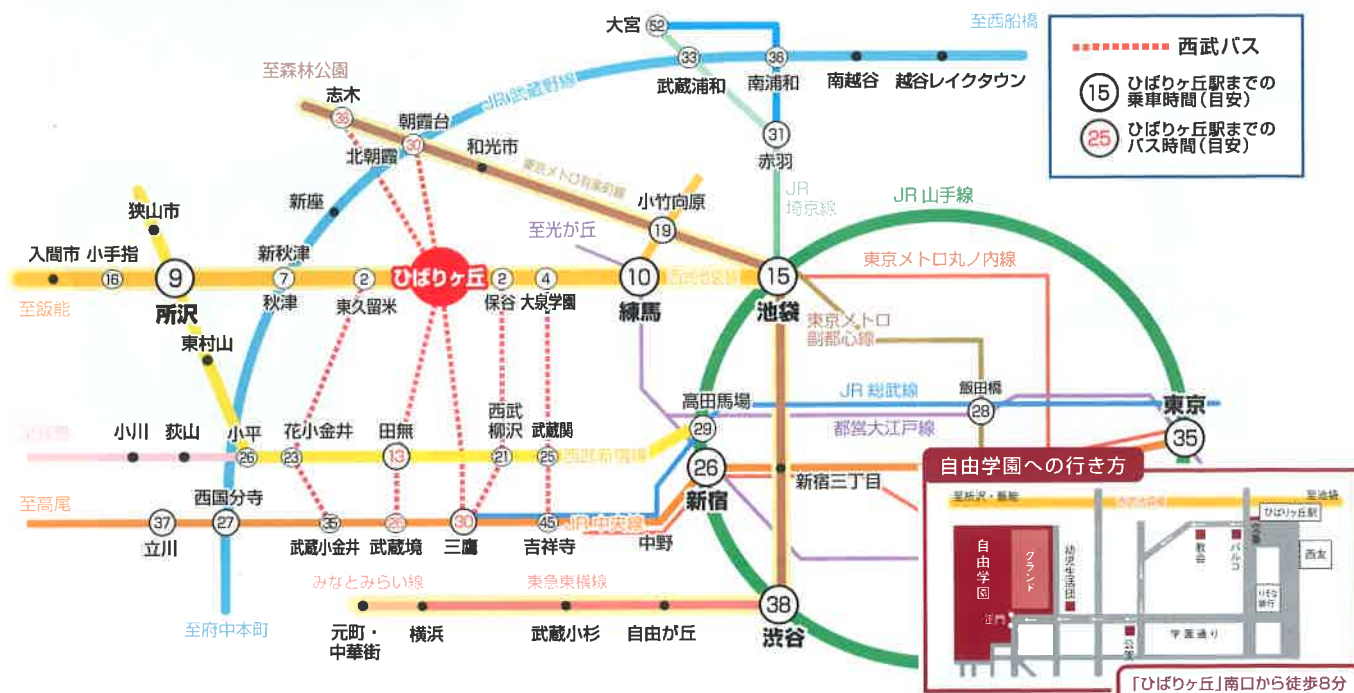 大宮
52
至西船橋
西武バス
15
ひばりヶ丘駅までの
乗車時間(目安)
25
ひばりヶ丘駅までの
バス時間(目安)
33
武蔵浦和
36
南浦和
南越谷
越谷レイクタウン
至森林公園
志木
38
JR武蔵野線
朝霞台
30
北朝霞
和光市
東京メトロ有楽町線
31
赤羽
JR
埼京線
JR 山手線
新座
小竹向原
19
至光が丘
狭山市
入間市
小手指
16
9
所沢
新秋津
7
秋津
2
東久留米
ひばりヶ丘
2
保谷
4
大泉学園
10
練馬
西武池袋線
15
池袋
東京メトロ丸ノ内線
至飯能
東京メトロ
副都心線
東村山
JR 総武線
飯田橋
28
都営大江戸線
東京
35
高田馬場
29
小川
萩山
小平
26
花小金井
23
田無
13
西武
柳沢
21
武蔵関
25
西武新宿線
26
新宿
新宿三丁目
至高尾
37
立川
西国分寺
27
35
武蔵小金井
26
武蔵境
30
三鷹
45
吉祥寺
JR 中央線
中野
みなとみらい線
東急東横線
至府中本町
元町・
中華街
横浜
武蔵小杉
自由が丘
38
渋谷
自由学園への行き方
至所沢・飯能
西武池袋線
至池袋
ひばりヶ丘駅
西友
自由学園
グランド
幼児生活団
教会
パルコ
交番
りそな
銀行
正門
学園通り
公園
「ひばりヶ丘」南口から徒歩8分